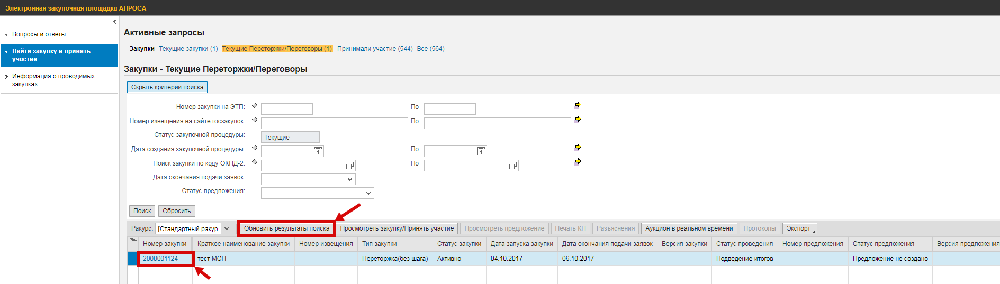 Электронная закупочная площадка АЛРОСА
Вопросы и ответы
Найти закупку и принять
участие
Информация о проводимых
закупках
Активные запросы
Закупки Текущие закупки (1) Текущие Переторжки/Переговоры (1) Принимали участие (544) Все (564)
Закупки - Текущие Переторжки/Переговоры
Скрыть критерии поиска
Номер закупки на ЭТП: По
Номер извещения на сайте госзакупок: По
Статус закупочной процедуры: Текущие
Дата создания закупочной процедуры: 1 По 1
Поиск закупки по коду ОКПД-2: По
Дата окончания подачи заявок:
Статус предложения:
Поиск Сбросить
Ракурс: [Стандартный ракур Обновить результаты поиска Просмотреть закупку/Принять участие Просмотреть предложение Печать КП Разъяснения Аукцион в реальном времени Протоколы Экспорт
Номер закупки Краткое наименование закупки Номер извещения Тип закупки Статус закупки Дата запуска закупки Дата окончания подачи заявок Версия закупки Статус проведения Номер предложения Статус предложения Версия предложения
2000001124 тест МСП Переторжка(без шага) Активно 04.10.2017 06.10.2017 Подведение итогов Предложение не создано